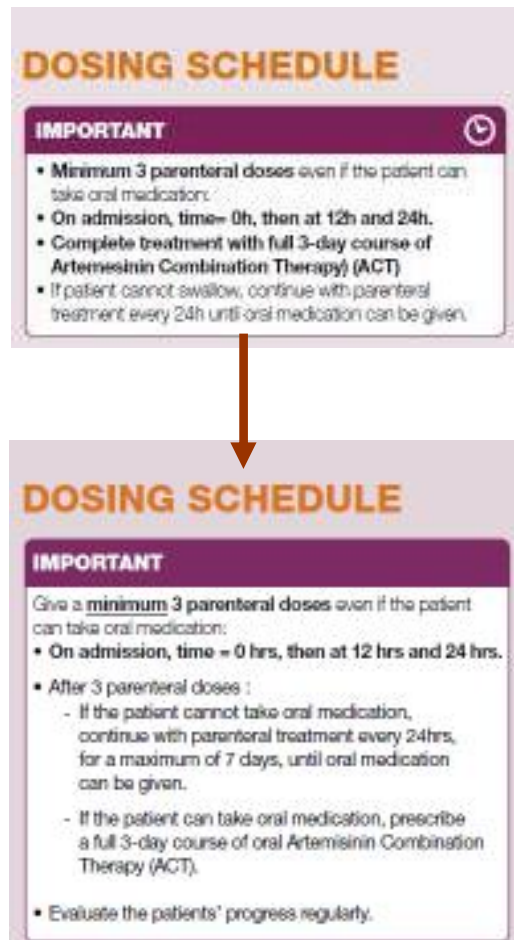 DOSING SCHEDULE
IMPORTANT
• Minimum 3 parenteral doses even if the patient can
take oral medication:
• On admission, time= 0h, then at 12h and 24h.
• Complete treatment with full 3-day course of
Artemesinin Combination Therapy) (ACT)
• If patient cannot swallow, continue with parenteral
treatment every 24h until oral medication can be given.
DOSING SCHEDULE
IMPORTANT
Give a minimum 3 parenteral doses even if the patient
can take oral medication:
• On admission, time = 0 hrs, then at 12 hrs and 24 hrs.
• After 3 parenteral doses :
- If the patient cannot take oral medication,
continue with parenteral treatment every 24hrs,
for a maximum of 7 days, until oral medication
can be given.
- If the patient can take oral medication, prescribe
a full 3-day course of oral Artemisinin Combination
Therapy (ACT).
• Evaluate the patients' progress regularly.